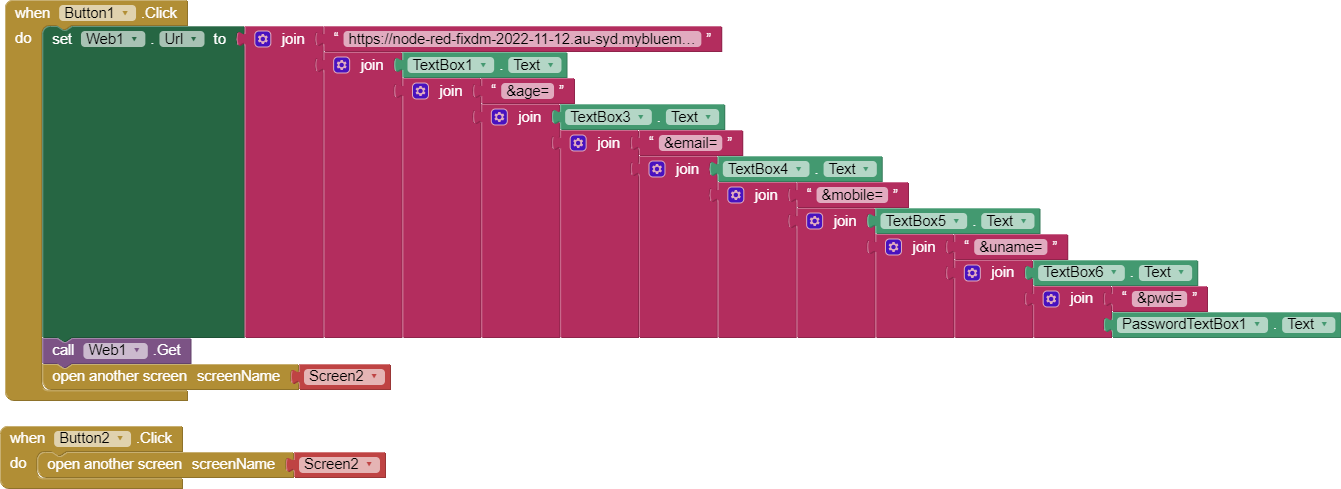 when Button1 .Click
do set Web1 . Url to join “ https://node-red-fixdm-2022-11-12.au-syd.mybluem... ”
join TextBox1 . Text
join “ &age= ”
join TextBox3 . Text
join “ &email= ”
join TextBox4 . Text
join “ &mobile= ”
join TextBox5 . Text
join “ &uname= ”
join TextBox6 . Text
join “ &pwd= ”
PasswordTextBox1 . Text
call Web1 .Get
open another screen screenName Screen2
when Button2 .Click
do open another screen screenName Screen2